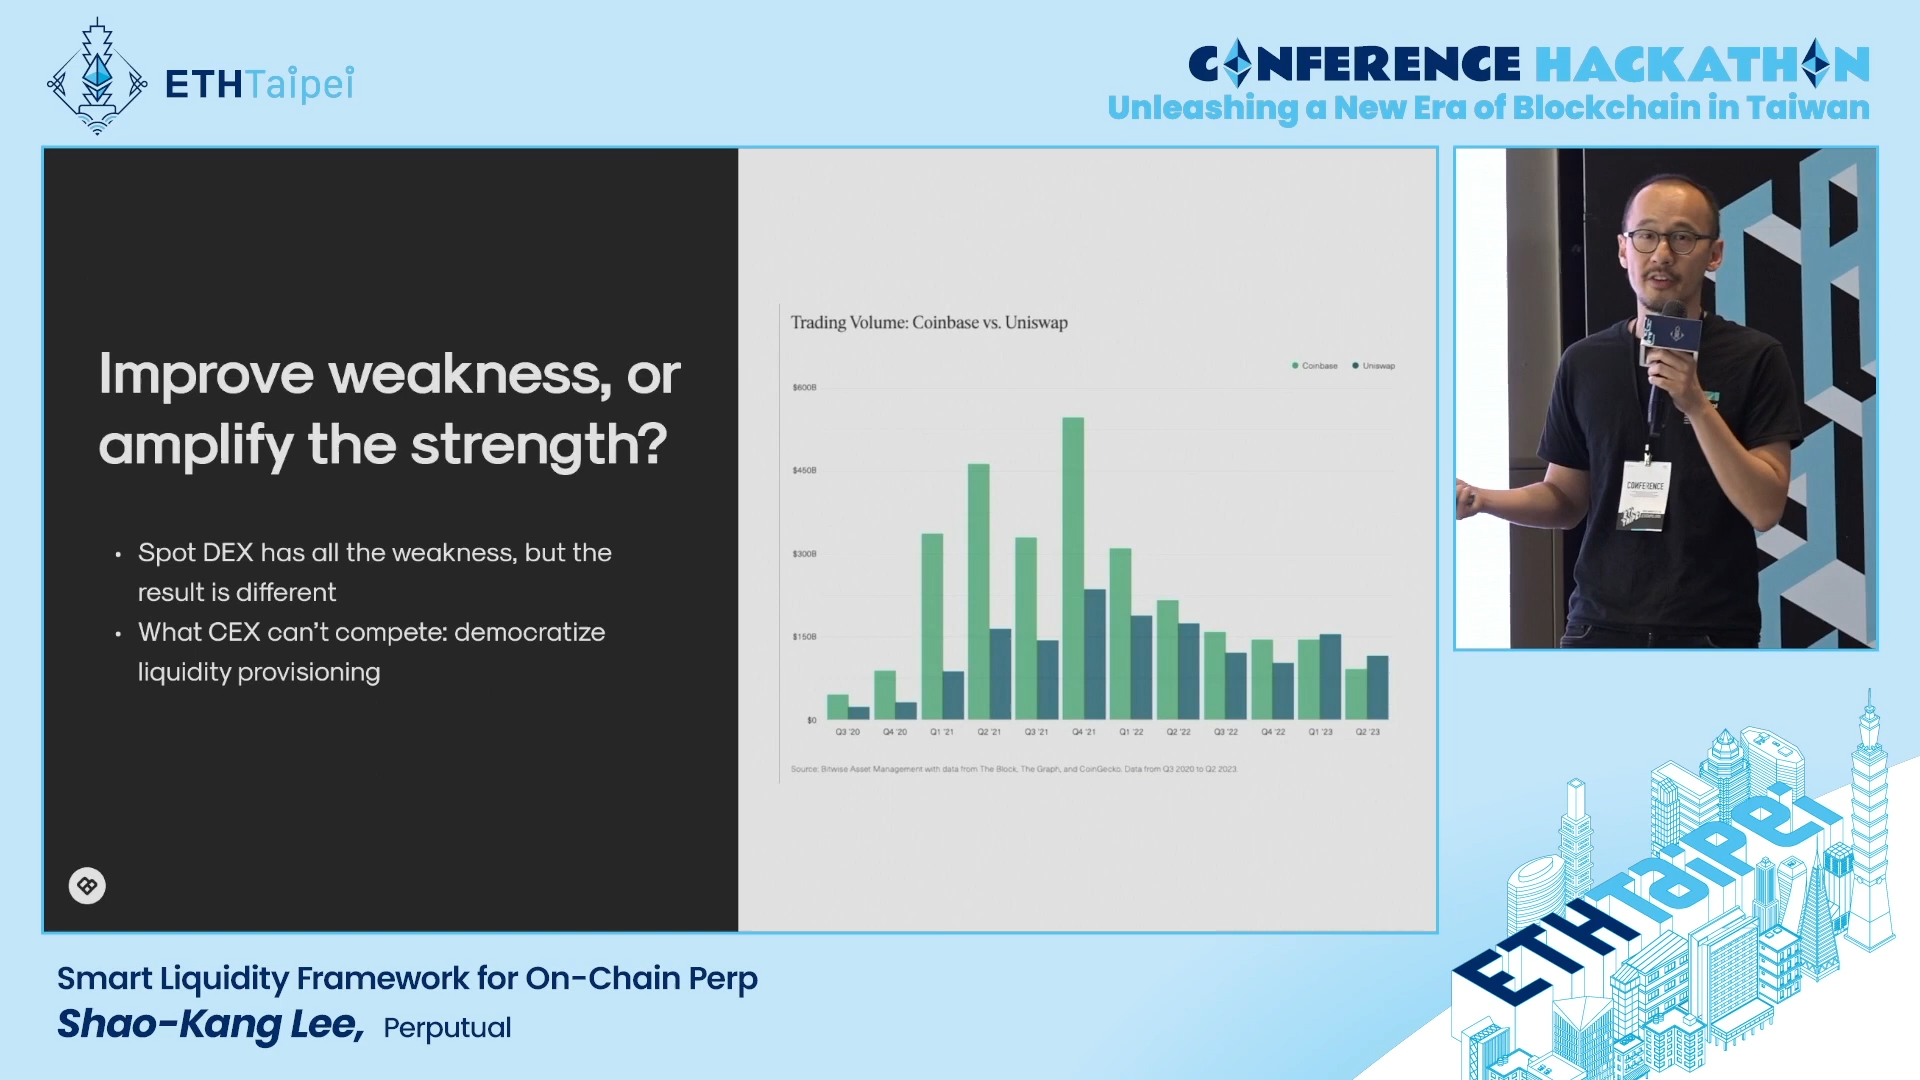 ETHTaipei
CONFERENCE HACKATHON
Unleashing a New Era of Blockchain in Taiwan
Improve weakness, or
amplify the strength?
• Spot DEX has all the weakness, but the
result is different
• What CEX can't compete: democratize
liquidity provisioning
Trading Volume: Coinbase vs. Uniswap
Coinbase Uniswap
$600B
$450B
$300B
$150B
$0
Q3 '20 Q4 '20 Q1 '21 Q2 '21 Q3 '21 Q4 '21 Q1 '22 Q2 '22 Q3 '22 Q4 '22 Q1 '23 Q2 '23
Source: Bitwise Asset Management with data from The Block, The Graph, and CoinGecko. Data from Q3 2020 to Q2 2023.
CONFERENCE
ETHTaipei
Smart Liquidity Framework for On-Chain Perp
Shao-Kang Lee, Perputual